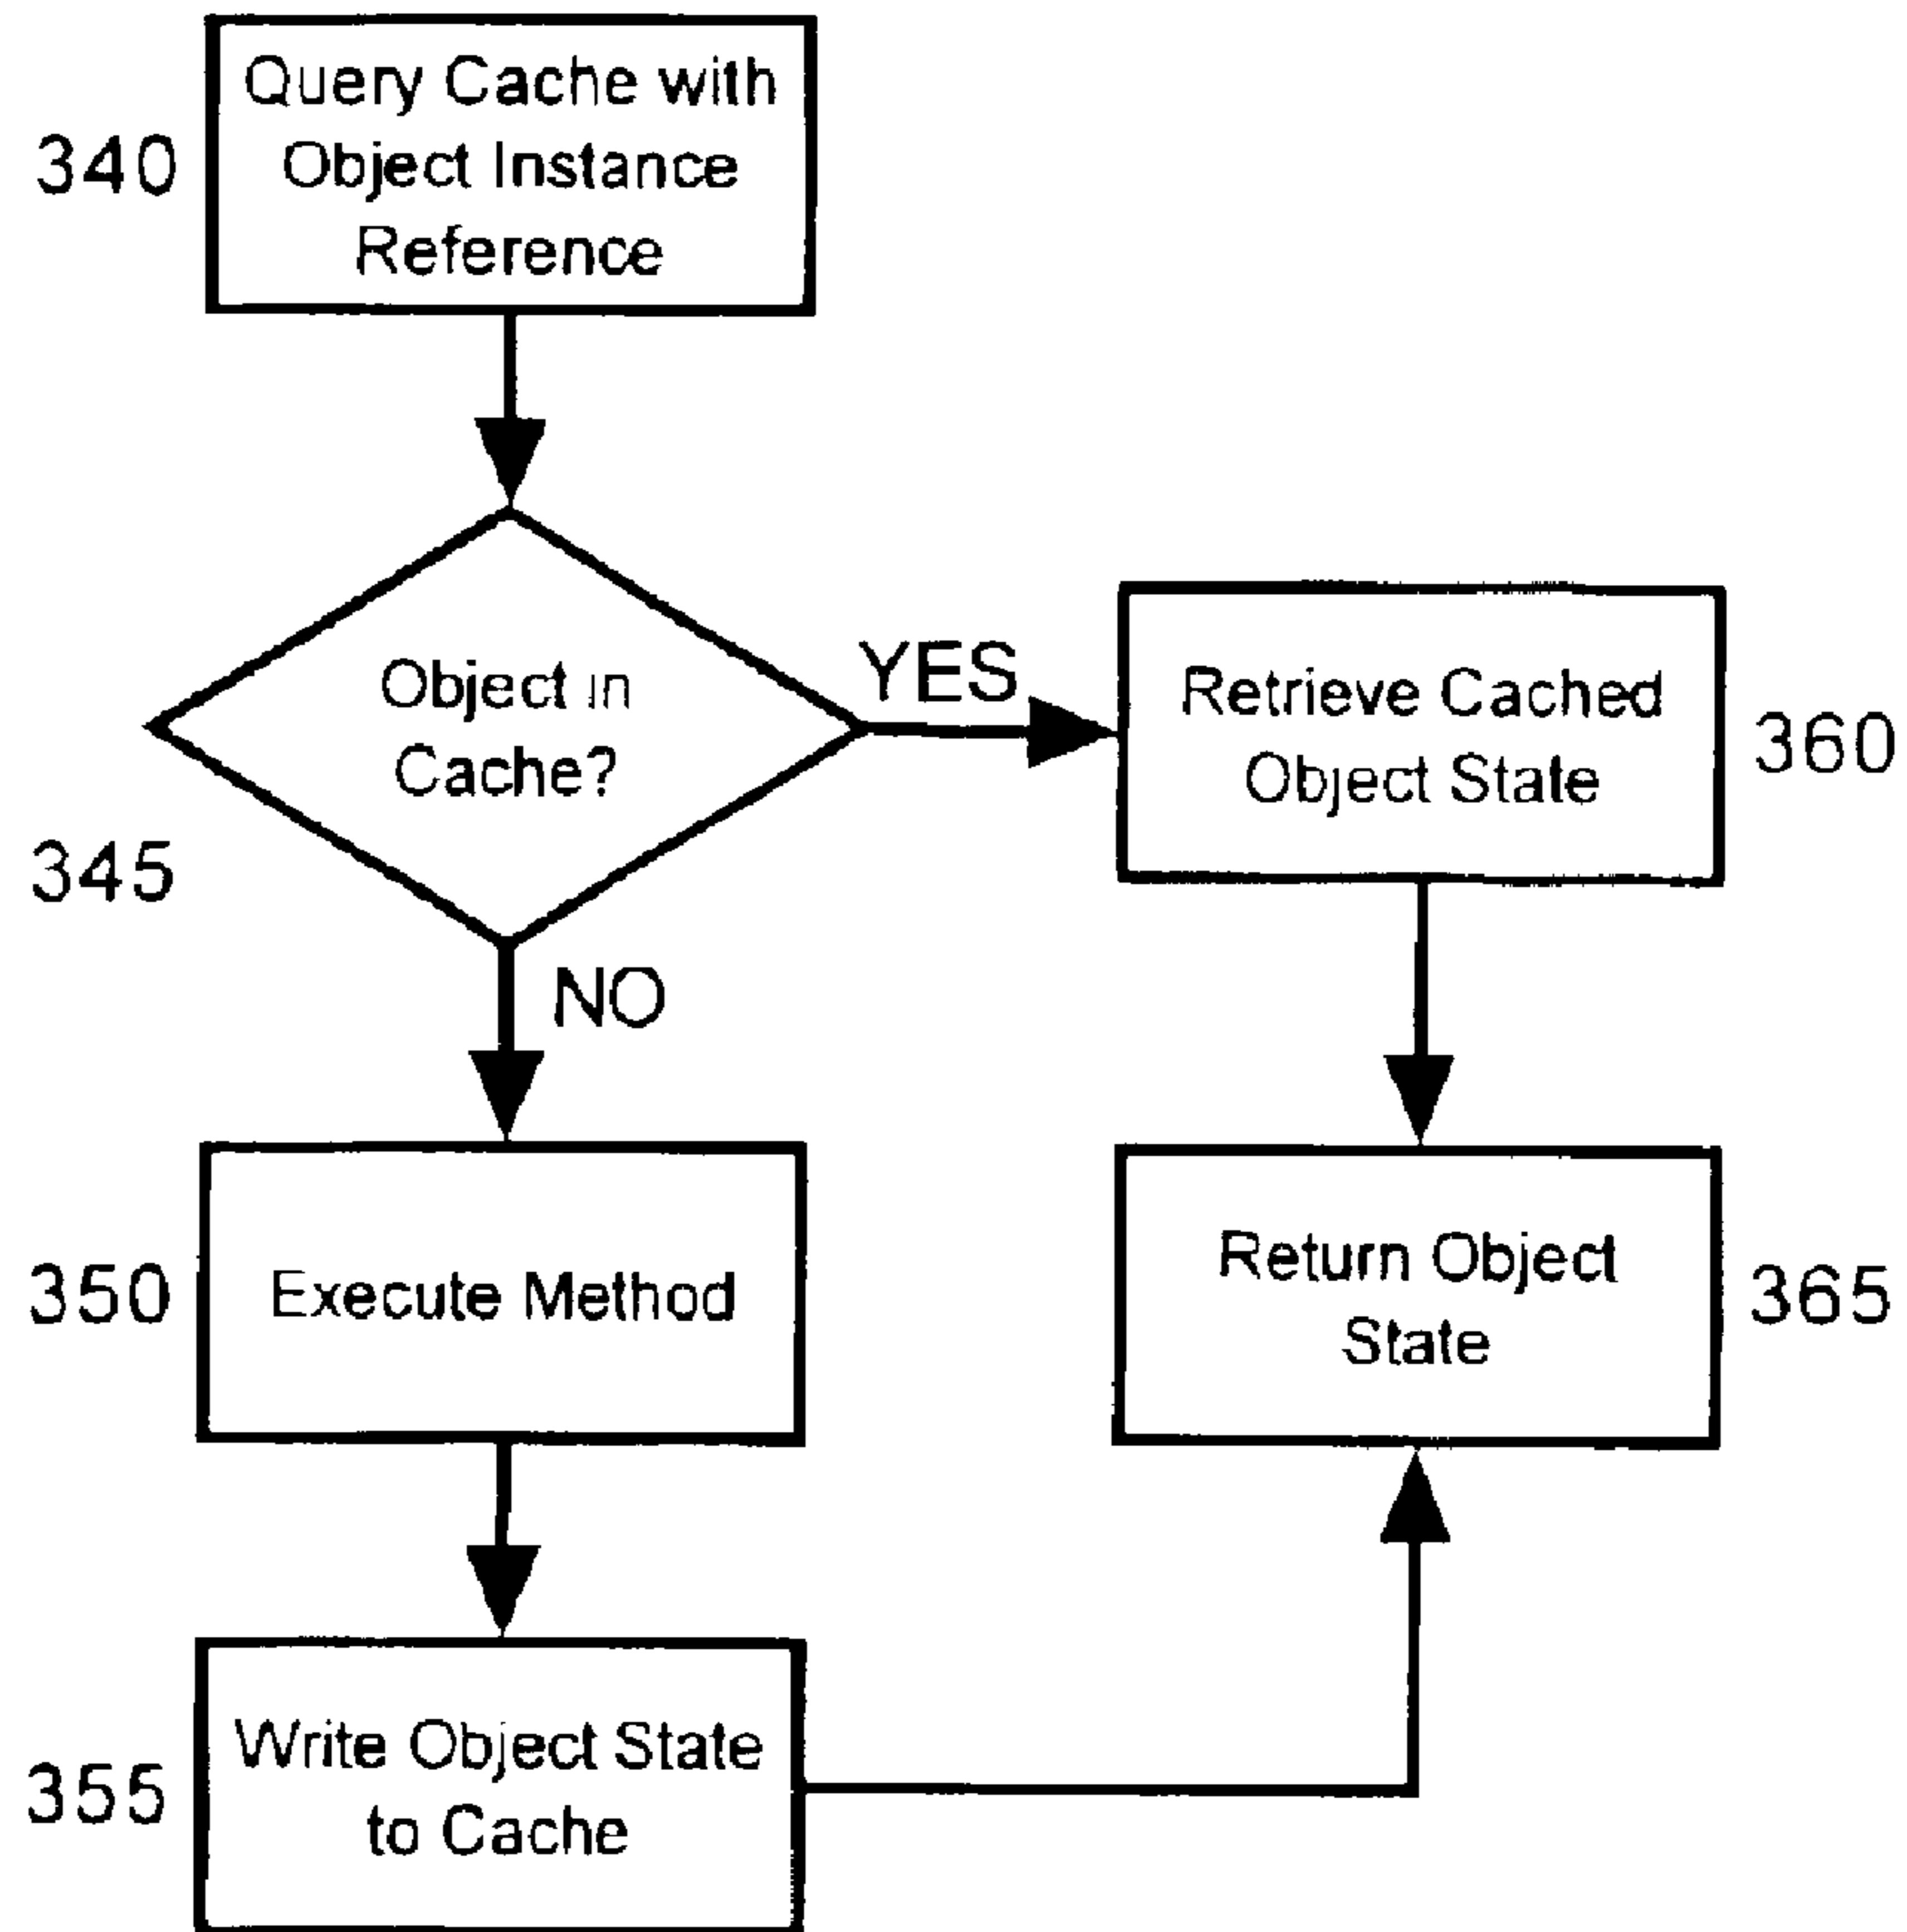 Query Cache with
Object Instance
Reference
340
Object in
Cache?
345
YES
Retrieve Cached
Object State
360
NO
Execute Method
350
Return Object
State
365
Write Object State
to Cache
355